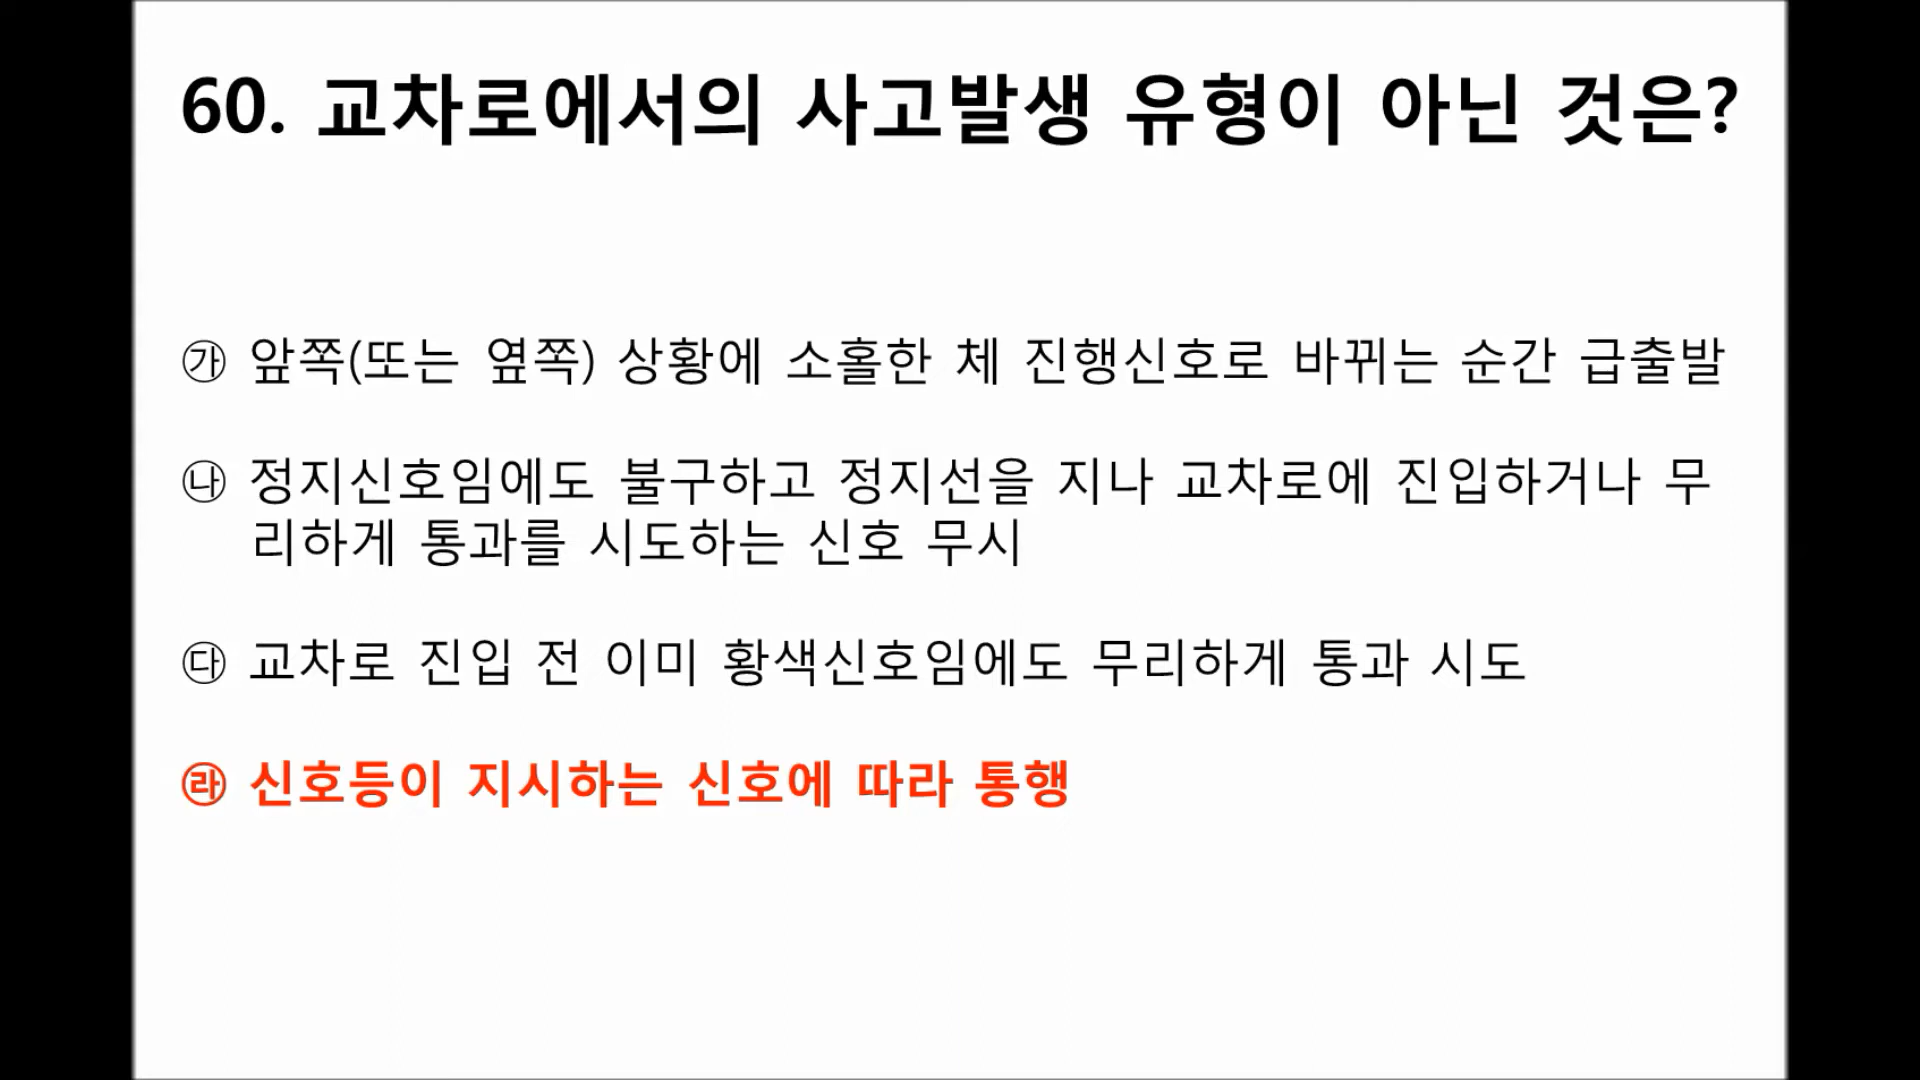 60. 교차로에서의 사고발생 유형이 아닌 것은?
㉮ 앞쪽(또는 옆쪽) 상황에 소홀한 체 진행신호로 바뀌는 순간 급출발
㉯ 정지신호임에도 불구하고 정지선을 지나 교차로에 진입하거나 무
리하게 통과를 시도하는 신호 무시
㉰ 교차로 진입 전 이미 황색신호임에도 무리하게 통과 시도
㉱ 신호등이 지시하는 신호에 따라 통행